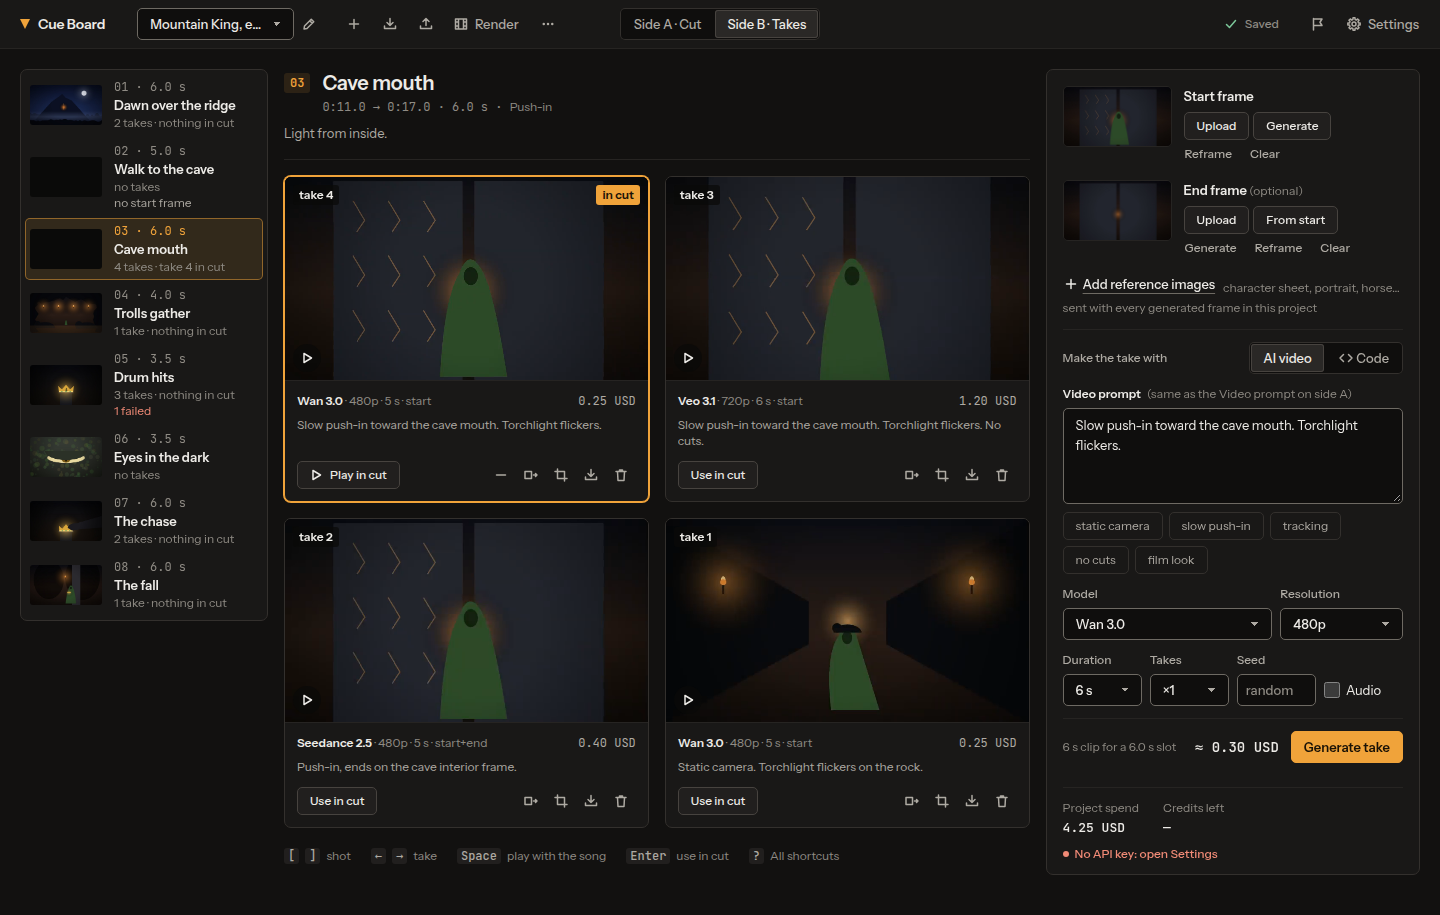 Cue Board
Mountain King, e...
Render
Side A · Cut
Side B · Takes
Saved
Settings
01 · 6.0 s
Dawn over the ridge
2 takes · nothing in cut
02 · 5.0 s
Walk to the cave
no takes
no start frame
03 · 6.0 s
Cave mouth
4 takes · take 4 in cut
04 · 4.0 s
Trolls gather
1 take · nothing in cut
05 · 3.5 s
Drum hits
3 takes · nothing in cut
1 failed
06 · 3.5 s
Eyes in the dark
no takes
07 · 6.0 s
The chase
2 takes · nothing in cut
08 · 6.0 s
The fall
1 take · nothing in cut
03 Cave mouth
0:11.0 → 0:17.0 · 6.0 s · Push-in
Light from inside.
take 4
in cut
Wan 3.0 · 480p · 5 s · start 0.25 USD
Slow push-in toward the cave mouth. Torchlight flickers.
Play in cut
take 3
Veo 3.1 · 720p · 6 s · start 1.20 USD
Slow push-in toward the cave mouth. Torchlight flickers. No
cuts.
Use in cut
take 2
Seedance 2.5 · 480p · 5 s · start+end 0.40 USD
Push-in, ends on the cave interior frame.
Use in cut
take 1
Wan 3.0 · 480p · 5 s · start 0.25 USD
Static camera. Torchlight flickers on the rock.
Use in cut
[ ] shot ← → take Space play with the song Enter use in cut ? All shortcuts
Start frame
Upload Generate
Reframe Clear
End frame (optional)
Upload From start
Generate Reframe Clear
+ Add reference images character sheet, portrait, horse...
sent with every generated frame in this project
Make the take with
AI video
<> Code
Video prompt (same as the Video prompt on side A)
Slow push-in toward the cave mouth. Torchlight
flickers.
static camera slow push-in tracking
no cuts film look
Model Resolution
Wan 3.0 480p
Duration Takes Seed
6 s ×1 random Audio
6 s clip for a 6.0 s slot ≈ 0.30 USD Generate take
Project spend Credits left
4.25 USD –
No API key: open Settings